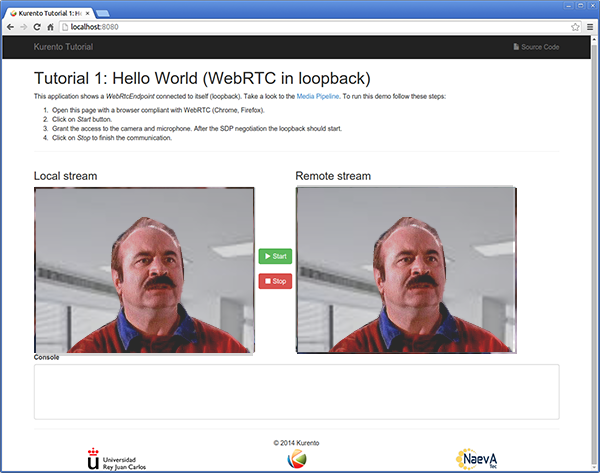 Kurento Tutorial 1: He
localhost:8080
Kurento Tutorial
Source Code
Tutorial 1: Hello World (WebRTC in loopback)
This application shows a WebRtcEndpoint connected to itself (loopback). Take a look to the Media Pipeline. To run this demo follow these steps:
1. Open this page with a browser compliant with WebRTC (Chrome, Firefox).
2. Click on Start button.
3. Grant the access to the camera and microphone. After the SDP negotiation the loopback should start.
4. Click on Stop to finish the communication.
Local stream
Remote stream
Start
Stop
Console
© 2014 Kurento
Universidad
Rey Juan Carlos
NaevA
Tec